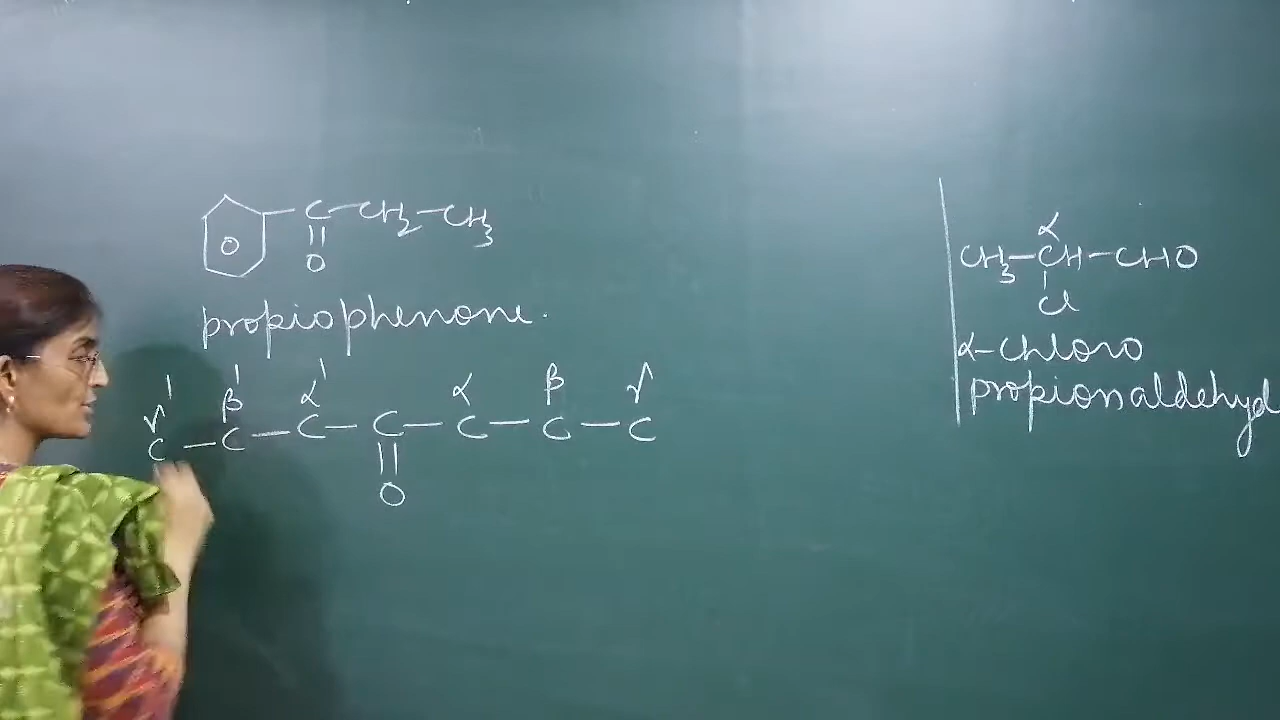 C—CH2—CH3
||
O
propiophenone.
γ' β' α' α β γ
C—C—C—C—C—C—C
||
O
α
CH3—CH—CHO
|
Cl
α-chloro
propionaldehyd